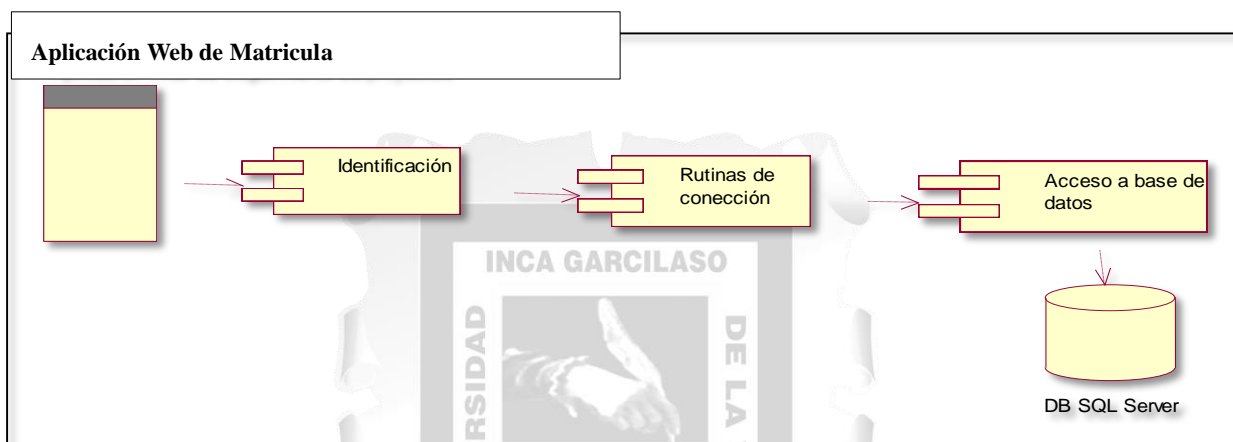 Aplicación Web de Matricula
Identificación
Rutinas de
conección
Acceso a base de
datos
INCA GARCILASO
RSIDAD
DE LA
DB SQL Server